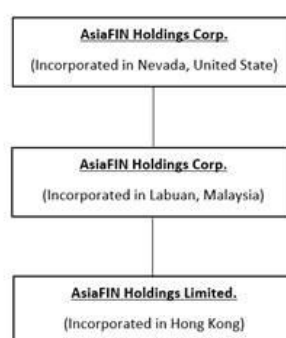 AsiaFIN Holdings Corp.
(Incorporated in Nevada, United State)
AsiaFIN Holdings Corp.
(Incorporated in Labuan, Malaysia)
AsiaFIN Holdings Limited.
(Incorporated in Hong Kong)